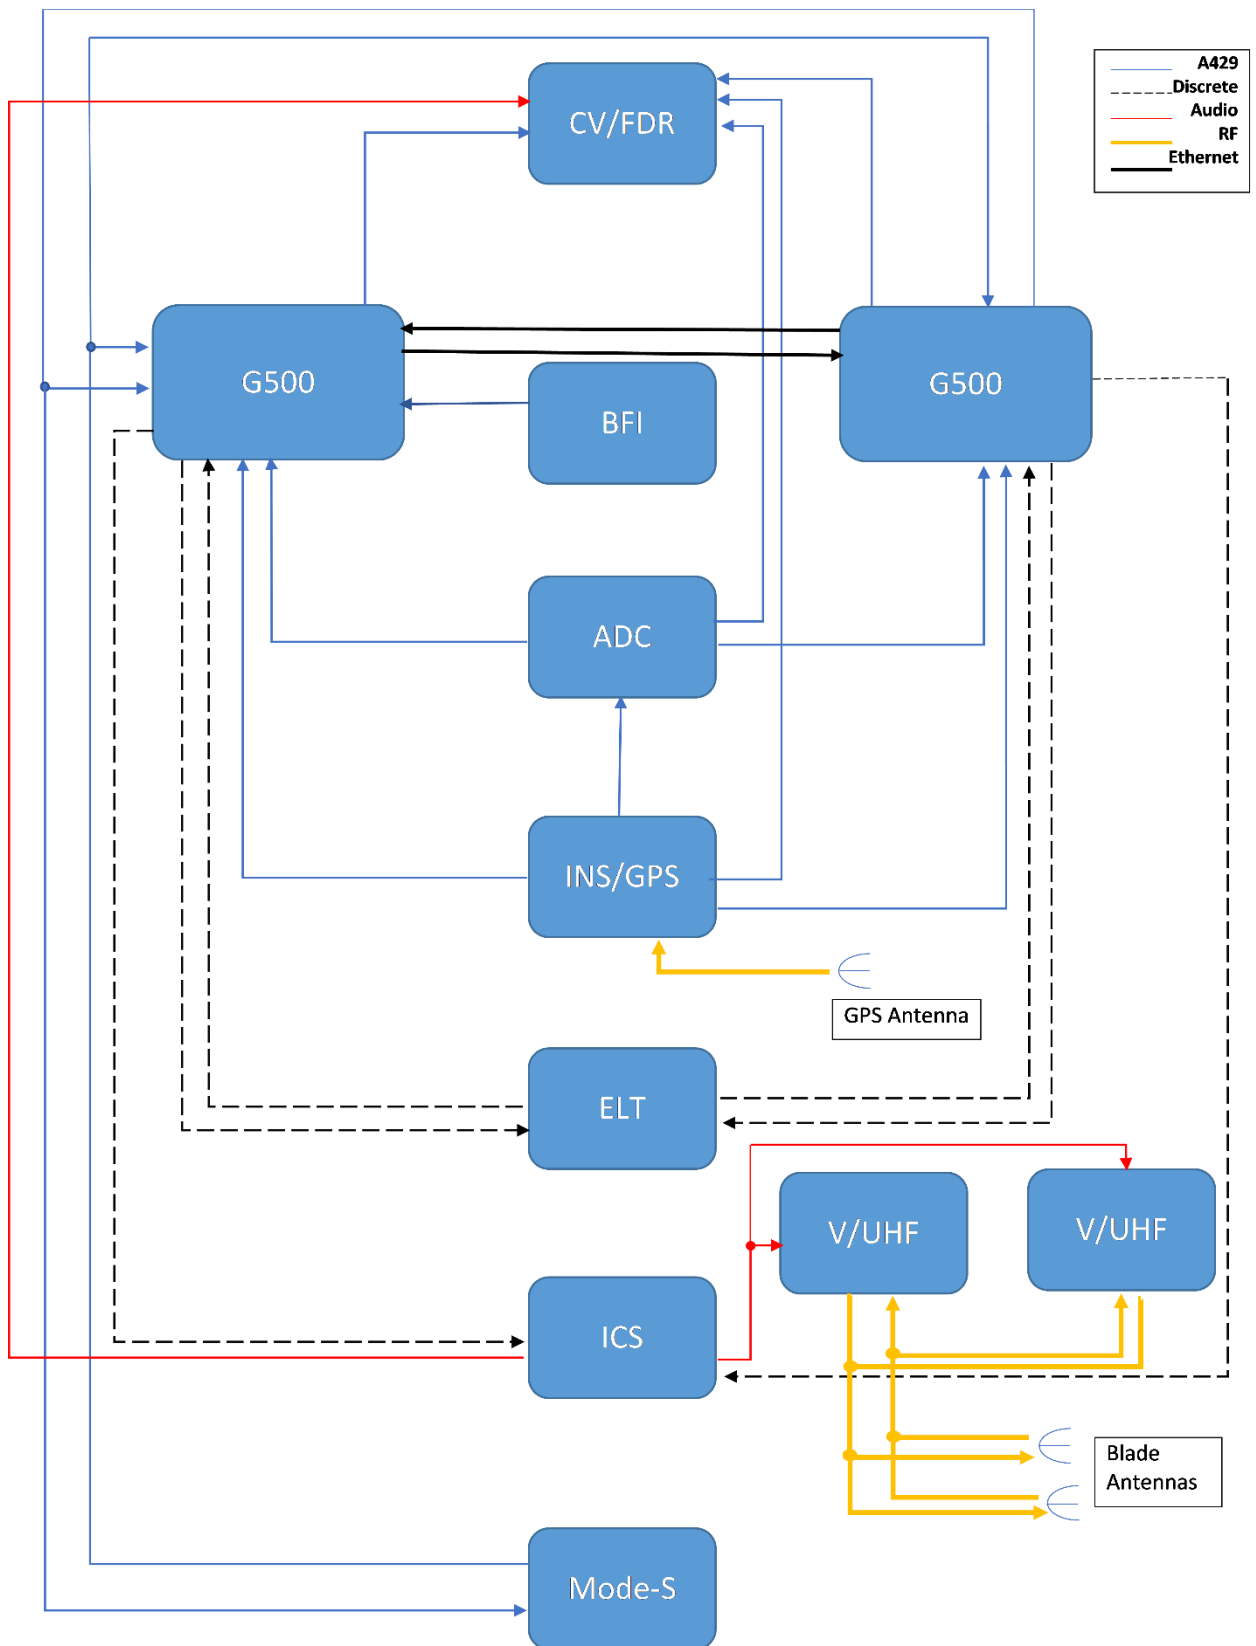 A429
Discrete
Audio
RF
Ethernet
CV/FDR
G500
G500
BFI
ADC
INS/GPS
GPS Antenna
ELT
V/UHF
V/UHF
ICS
Blade
Antennas
Mode-S